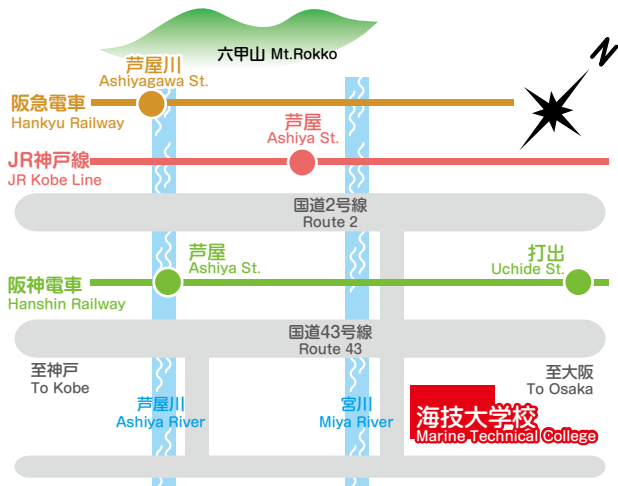 六甲山 Mt.Rokko
N
芦屋川
Ashiyagawa St.
阪急電車
Hankyu Railway
芦屋
Ashiya St.
JR神戸線
JR Kobe Line
国道2号線
Route 2
芦屋
Ashiya St.
打出
Uchide St.
阪神電車
Hanshin Railway
国道43号線
Route 43
至神戸
To Kobe
至大阪
To Osaka
芦屋川
Ashiya River
宮川
Miya River
海技大学校
Marine Technical College